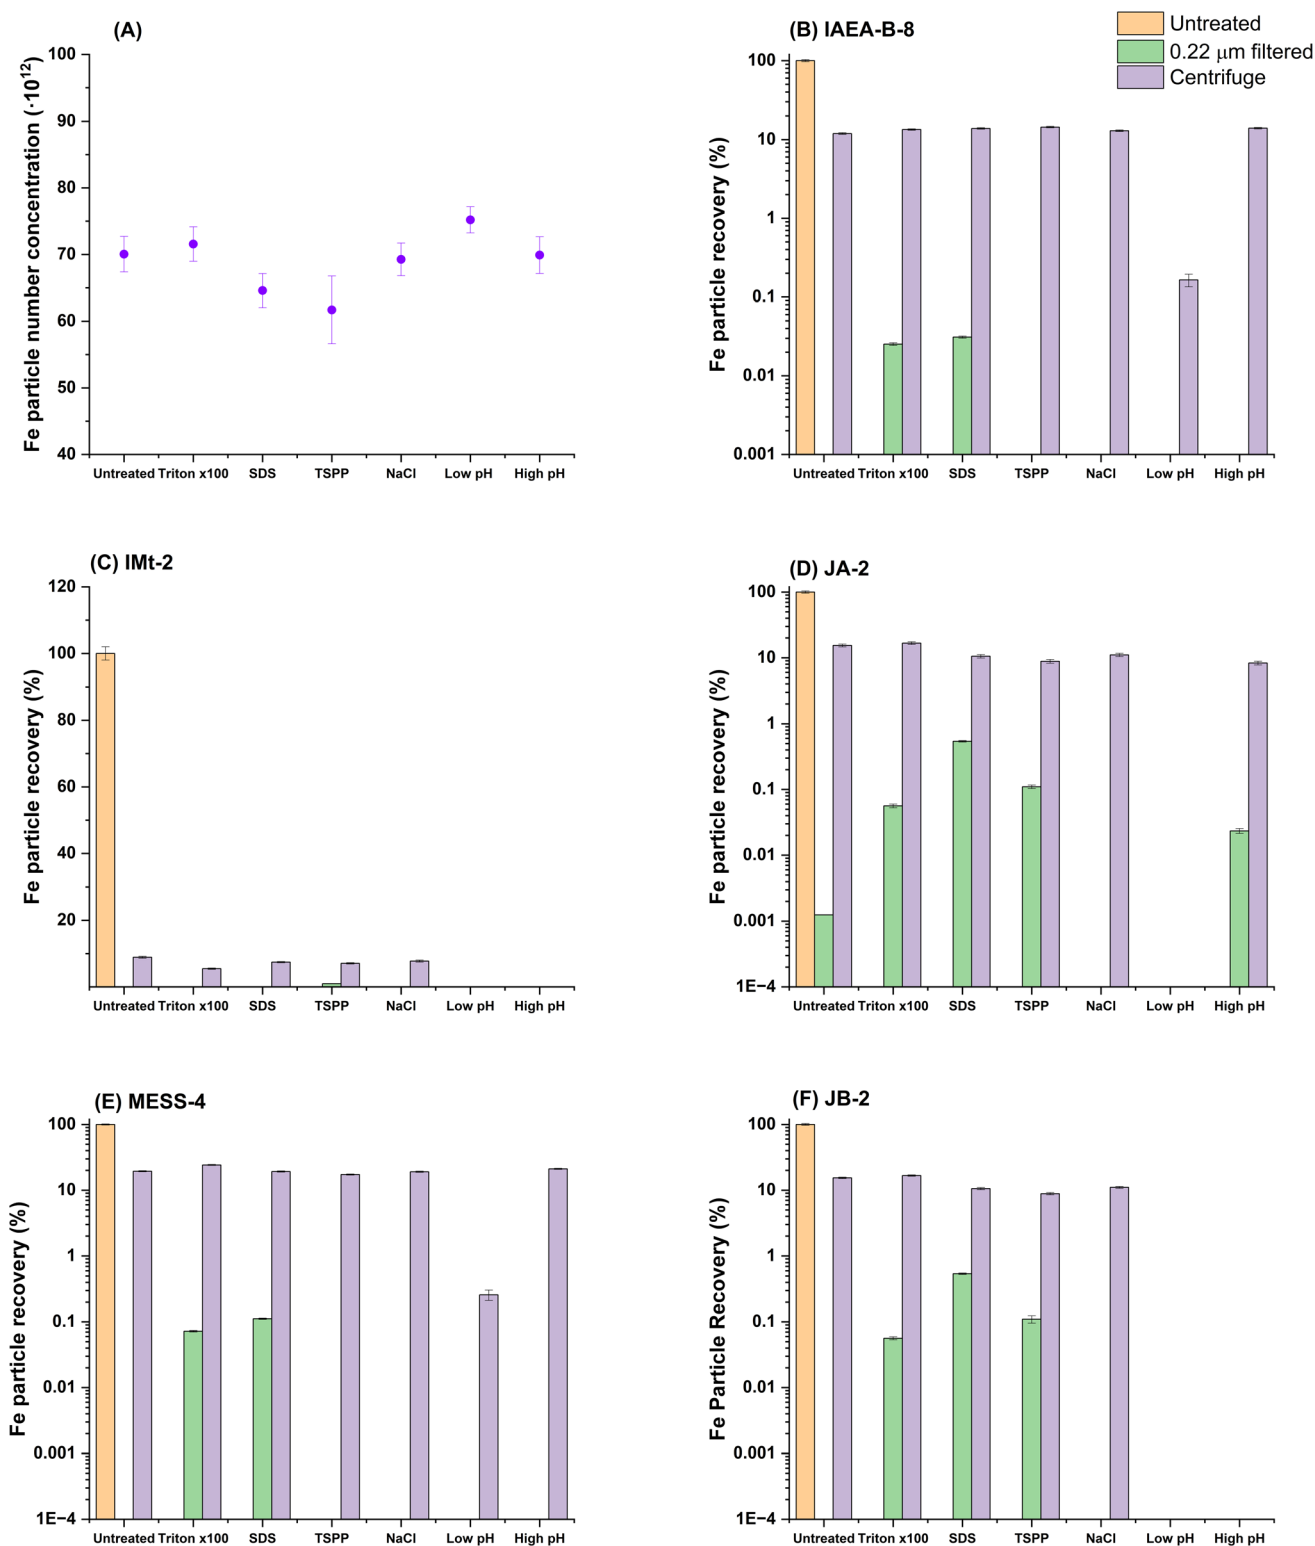 (A)
Fe particle number concentration (·10¹²)
100
90
80
70
60
50
40
Untreated Triton x100 SDS TSPP NaCl Low pH High pH
(B) IAEA-B-8
Untreated
0.22 μm filtered
Centrifuge
Fe particle recovery (%)
100
10
1
0.1
0.01
0.001
Untreated Triton x100 SDS TSPP NaCl Low pH High pH
(C) IMt-2
Fe particle recovery (%)
120
100
80
60
40
20
Untreated Triton x100 SDS TSPP NaCl Low pH High pH
(D) JA-2
Fe particle recovery (%)
100
10
1
0.1
0.01
0.001
1E−4
Untreated Triton x100 SDS TSPP NaCl Low pH High pH
(E) MESS-4
Fe particle recovery (%)
100
10
1
0.1
0.01
0.001
1E−4
Untreated Triton x100 SDS TSPP NaCl Low pH High pH
(F) JB-2
Fe Particle Recovery (%)
100
10
1
0.1
0.01
0.001
1E−4
Untreated Triton x100 SDS TSPP NaCl Low pH High pH